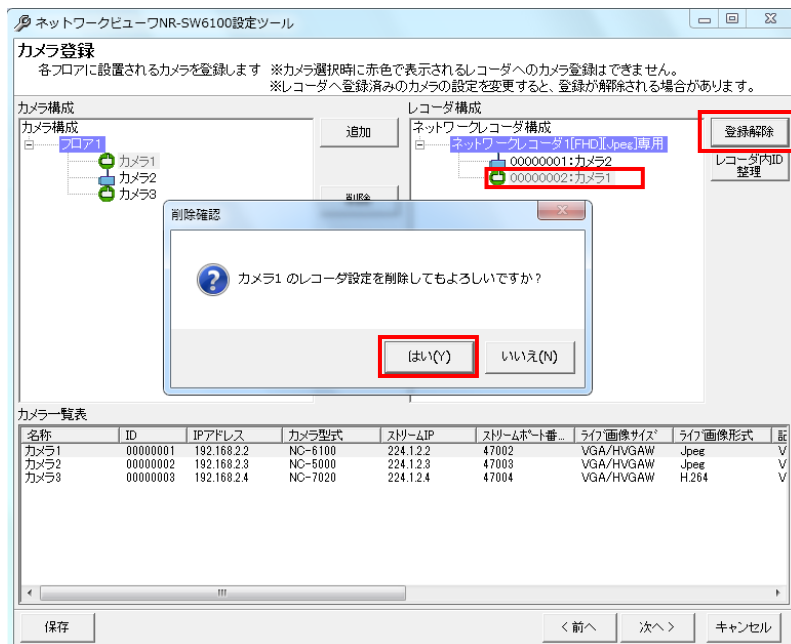 ネットワークビューワNR-SW6100設定ツール
カメラ登録
各フロアに設置されるカメラを登録します ※カメラ選択時に赤色で表示されるレコーダへのカメラ登録はできません。
※レコーダへ登録済みのカメラの設定を変更すると、登録が解除される場合があります。
カメラ構成
レコーダ構成
カメラ構成
フロア1
カメラ1
カメラ2
カメラ3
追加
削除
ネットワークレコーダ構成
ネットワークレコーダ1[FHD][Jpeg]専用
00000001:カメラ2
00000002:カメラ1
登録解除
レコーダ内ID
整理
削除確認
カメラ1 のレコーダ設定を削除してもよろしいですか?
はい(Y) いいえ(N)
カメラ一覧表
名称 ID IPアドレス カメラ型式 ストリームIP ストリームポート番... ライブ画像サイズ ライブ画像形式 記
カメラ1 00000001 192.168.2.2 NC-6100 224.1.2.2 47002 VGA/HVGAW Jpeg V
カメラ2 00000002 192.168.2.3 NC-5000 224.1.2.3 47003 VGA/HVGAW Jpeg V
カメラ3 00000003 192.168.2.4 NC-7020 224.1.2.4 47004 VGA/HVGAW H.264 V
保存 <前へ 次へ> キャンセル